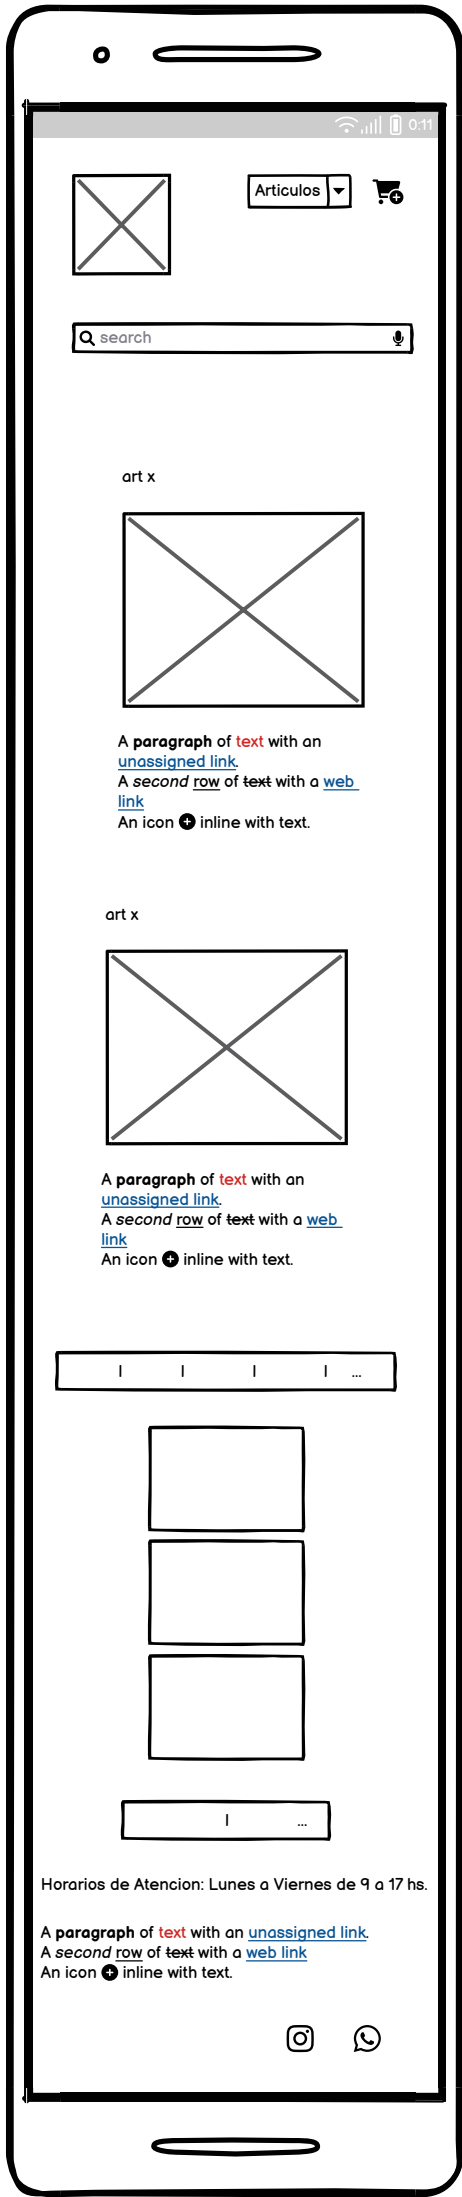 0:11
Articulos
search
art x
A paragraph of text with an
unassigned link.
A second row of text with a web
link
An icon inline with text.
art x
A paragraph of text with an
unassigned link.
A second row of text with a web
link
An icon inline with text.
| | | | ...
| ...
Horarios de Atencion: Lunes a Viernes de 9 a 17 hs.
A paragraph of text with an unassigned link.
A second row of text with a web link
An icon inline with text.